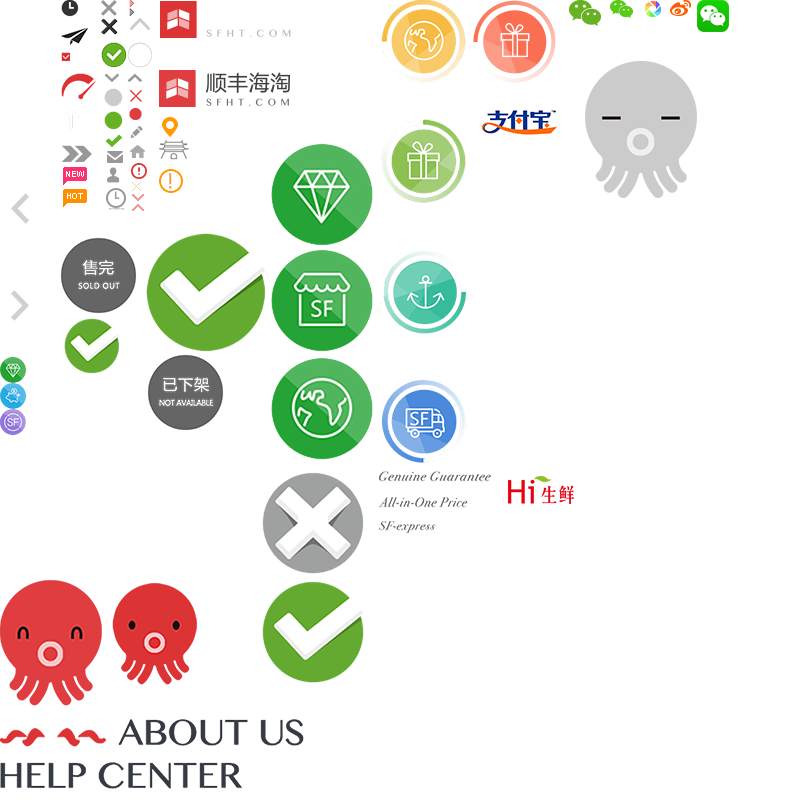 SFHT.COM
顺丰海淘
SFHT.COM
支付宝
NEW
HOT
售完
SOLD OUT
SF
已下架
NOT AVAILABLE
SF
SF
Genuine Guarantee
All-in-One Price
SF-express
Hi生鲜
ABOUT US
HELP CENTER